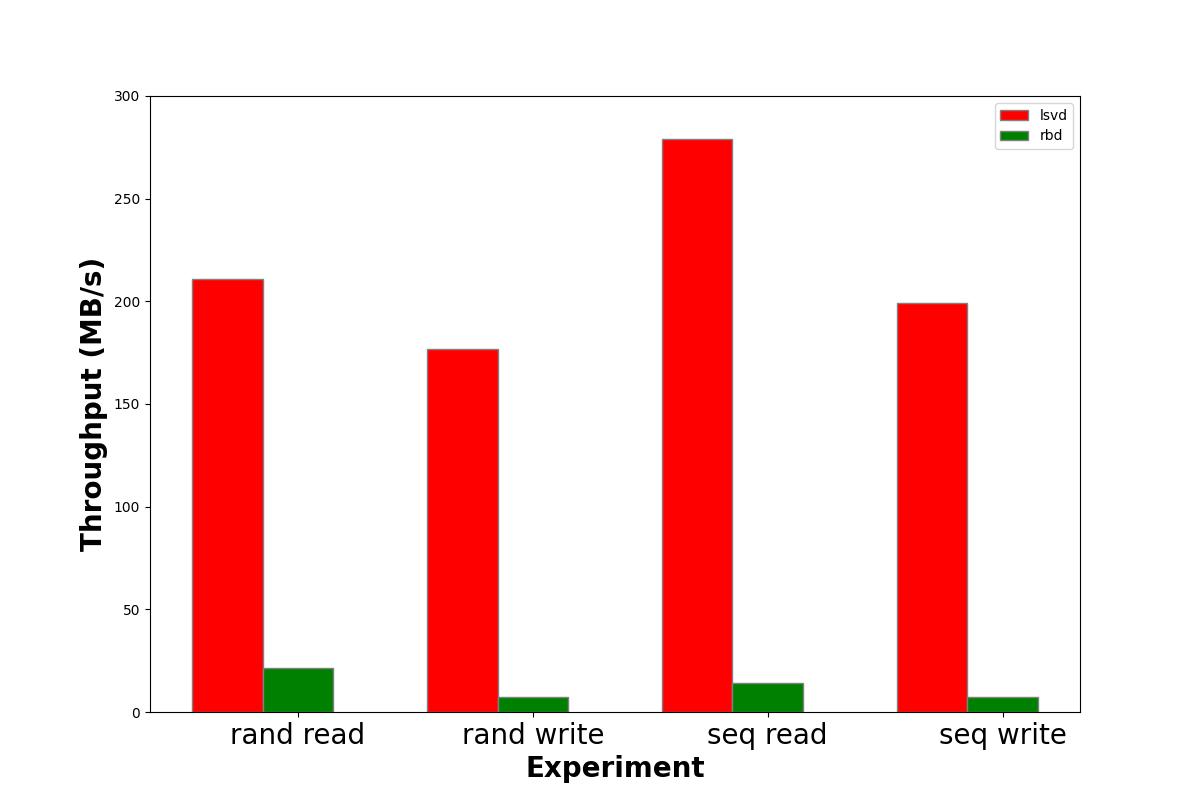 300
250
200
150
100
50
0
Throughput (MB/s)
lsvd
rbd
rand read
rand write
seq read
seq write
Experiment